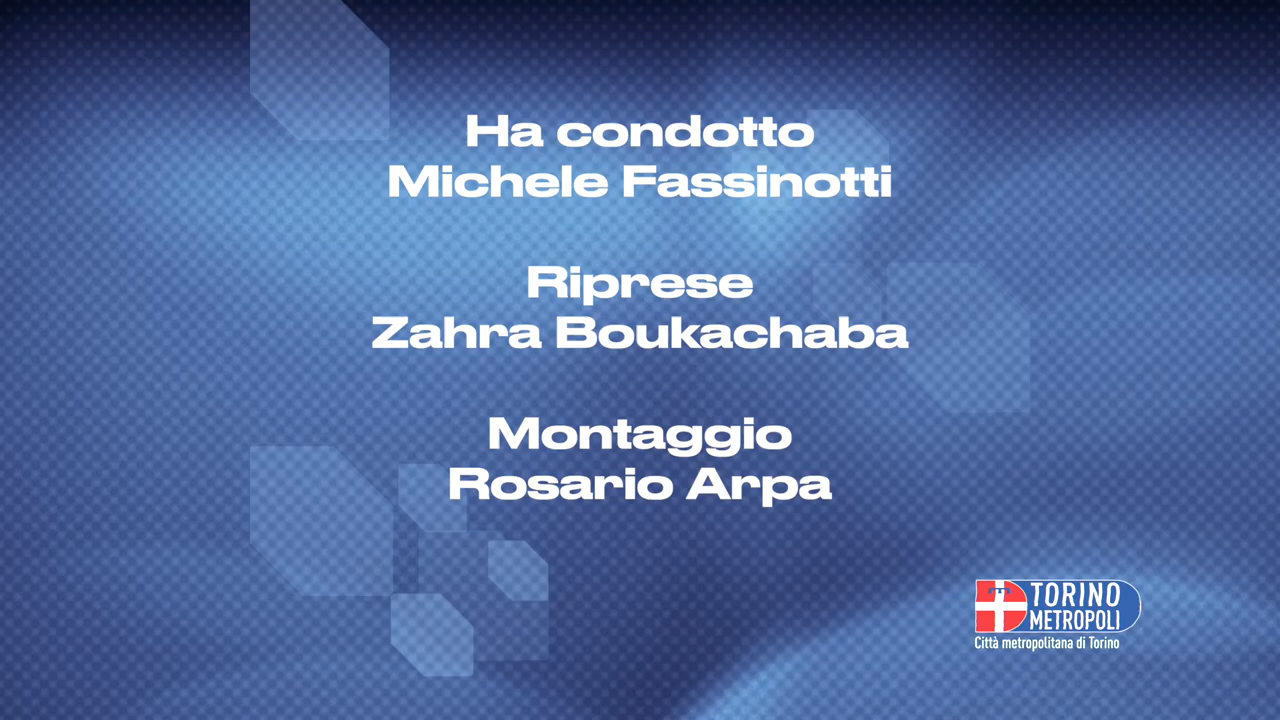 Ha condotto
Michele Fassinotti
Riprese
Zahra Boukachaba
Montaggio
Rosario Arpa
TORINO
METROPOLI
Città metropolitana di Torino